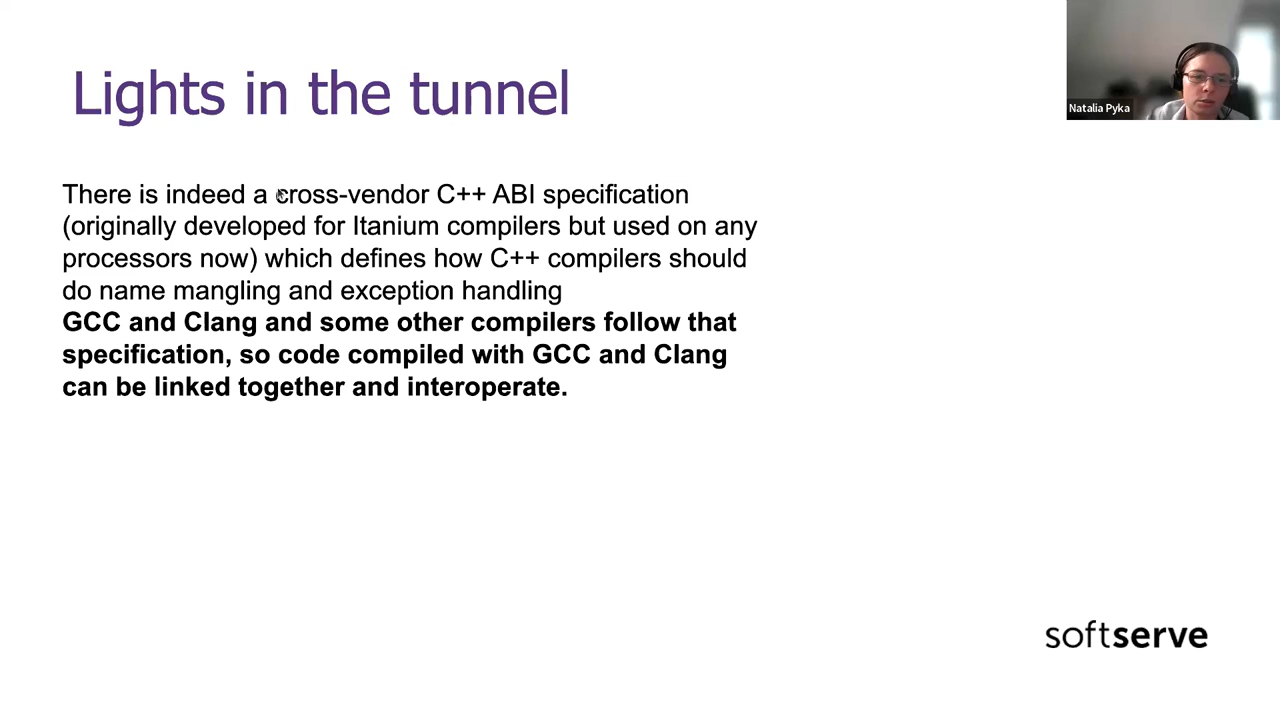 Lights in the tunnel
Natalia Pyka
There is indeed a cross-vendor C++ ABI specification
(originally developed for Itanium compilers but used on any
processors now) which defines how C++ compilers should
do name mangling and exception handling
GCC and Clang and some other compilers follow that
specification, so code compiled with GCC and Clang
can be linked together and interoperate.
softserve